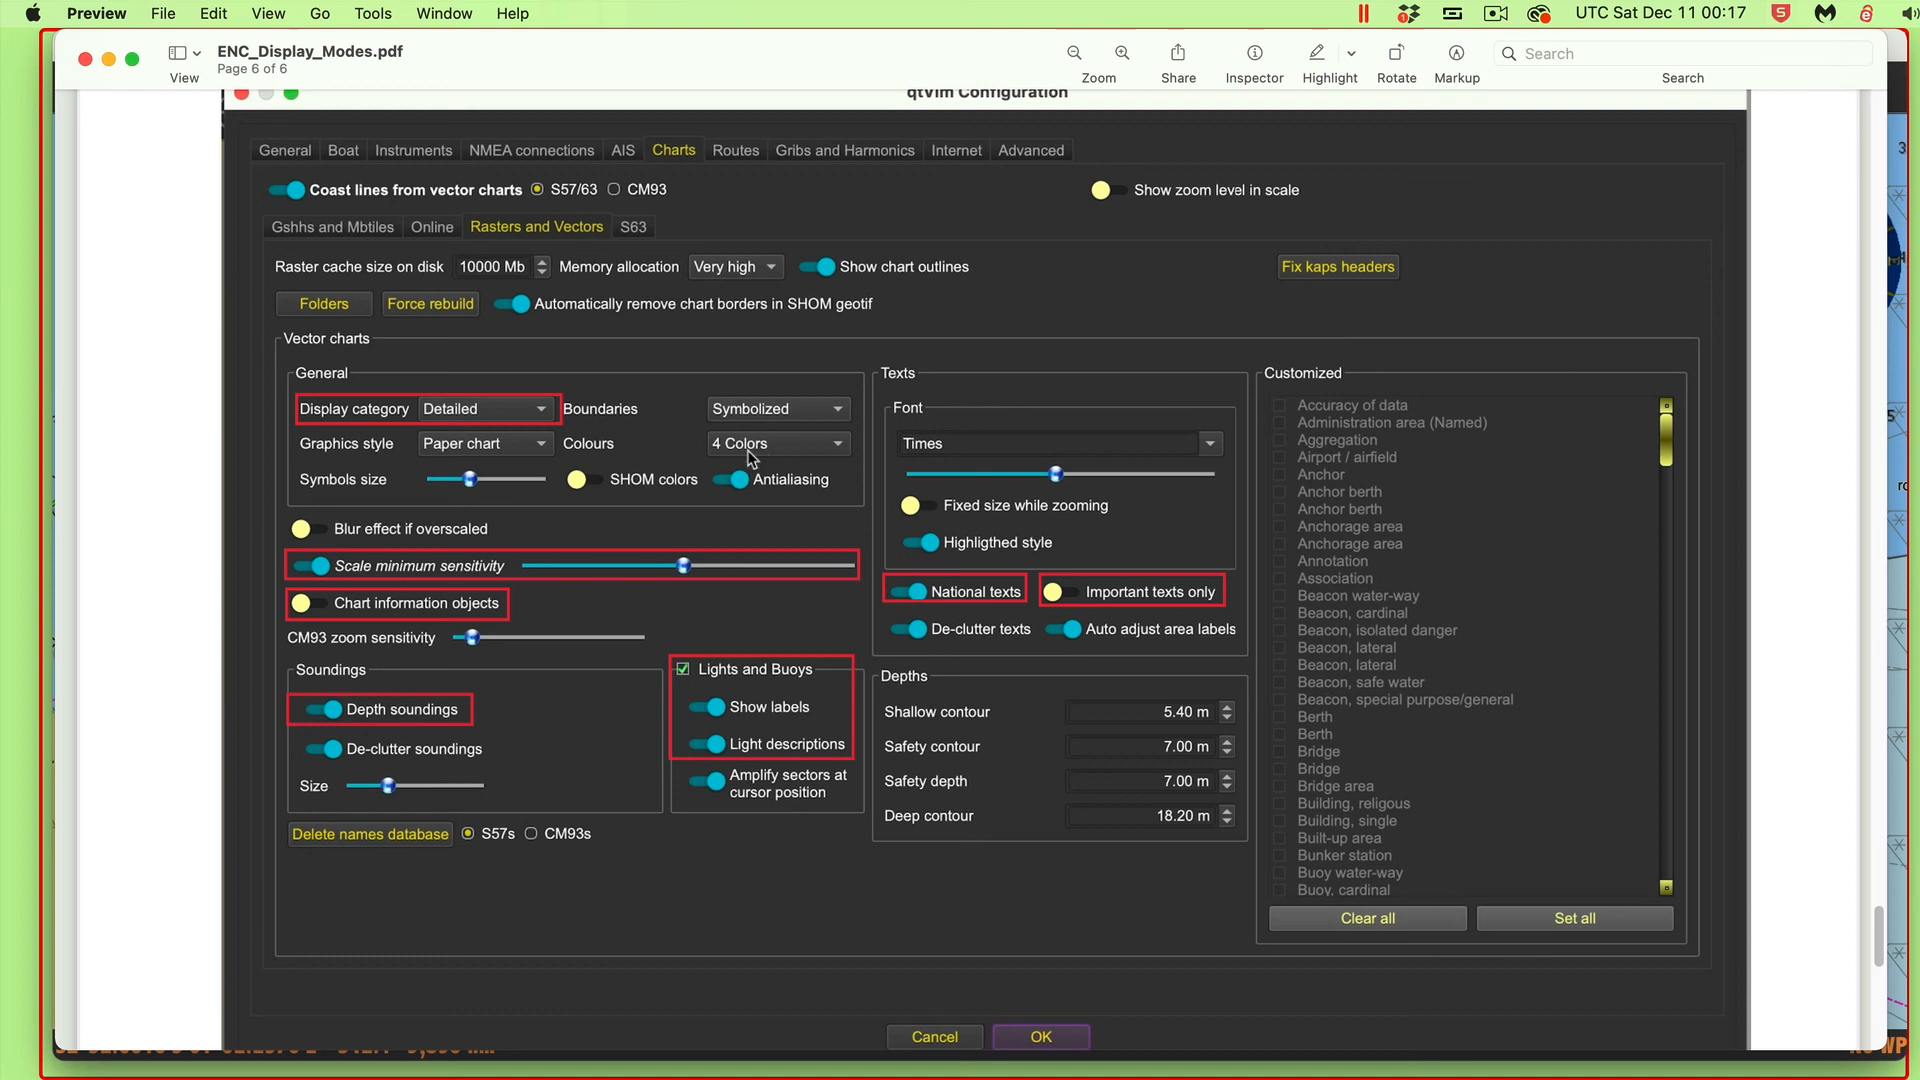 Preview File Edit View Go Tools Window Help UTC Sat Dec 11 00:17
ENC_Display_Modes.pdf
Page 6 of 6
View Zoom Share Inspector Highlight Rotate Markup Search
Search
qtVlm Configuration
General Boat Instruments NMEA connections AIS Charts Routes Gribs and Harmonics Internet Advanced
Coast lines from vector charts S57/63 CM93 Show zoom level in scale
Gshhs and Mbtiles Online Rasters and Vectors S63
Raster cache size on disk 10000 Mb Memory allocation Very high Show chart outlines Fix kaps headers
Folders Force rebuild Automatically remove chart borders in SHOM geotif
Vector charts
General
Display category Detailed Boundaries Symbolized
Graphics style Paper chart Colours 4 Colors
Symbols size SHOM colors Antialiasing
Blur effect if overscaled
Scale minimum sensitivity
Chart information objects
CM93 zoom sensitivity
Soundings
Depth soundings
De-clutter soundings
Size
Lights and Buoys
Show labels
Light descriptions
Amplify sectors at
cursor position
Delete names database S57s CM93s
Texts
Font
Times
Fixed size while zooming
Highligthed style
National texts Important texts only
De-clutter texts Auto adjust area labels
Depths
Shallow contour 5.40 m
Safety contour 7.00 m
Safety depth 7.00 m
Deep contour 18.20 m
Customized
Accuracy of data
Administration area (Named)
Aggregation
Airport / airfield
Anchor
Anchor berth
Anchor berth
Anchorage area
Anchorage area
Annotation
Association
Beacon water-way
Beacon, cardinal
Beacon, isolated danger
Beacon, lateral
Beacon, lateral
Beacon, safe water
Beacon, special purpose/general
Berth
Berth
Bridge
Bridge
Bridge area
Building, religous
Building, single
Built-up area
Bunker station
Buoy water-way
Buoy, cardinal
Clear all Set all
Cancel OK